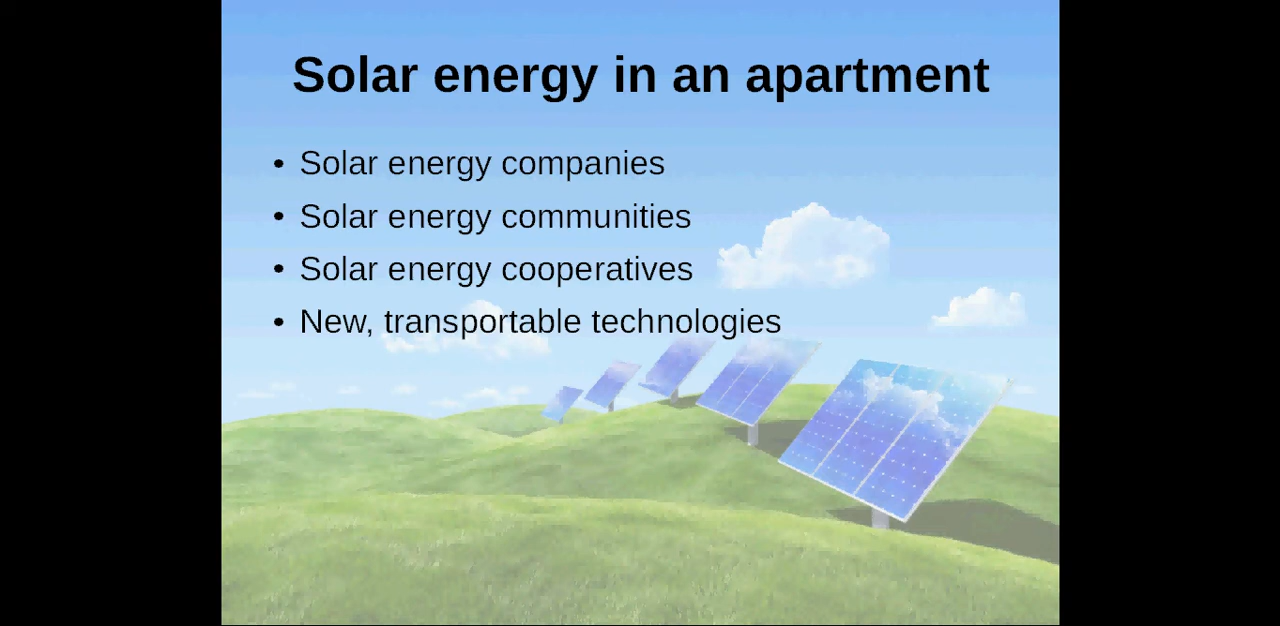 Solar energy in an apartment
• Solar energy companies
• Solar energy communities
• Solar energy cooperatives
• New, transportable technologies